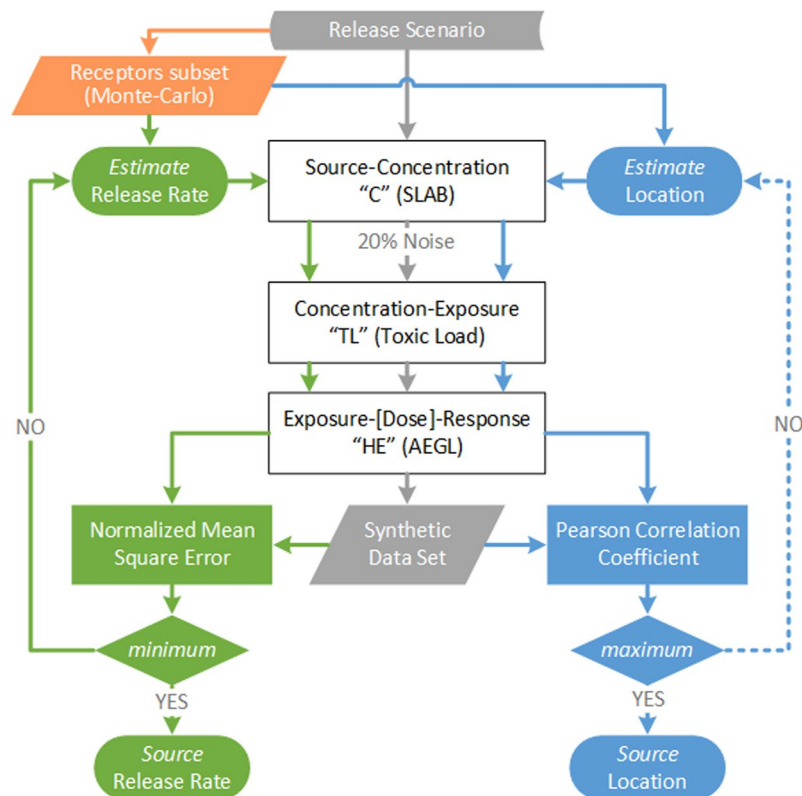 Release Scenario
Receptors subset
(Monte-Carlo)
Estimate
Release Rate
Source-Concentration
"C" (SLAB)
Estimate
Location
20% Noise
Concentration-Exposure
"TL" (Toxic Load)
Exposure-[Dose]-Response
"HE" (AEGL)
NO
NO
Normalized Mean
Square Error
Synthetic
Data Set
Pearson Correlation
Coefficient
minimum
maximum
YES
YES
Source
Release Rate
Source
Location